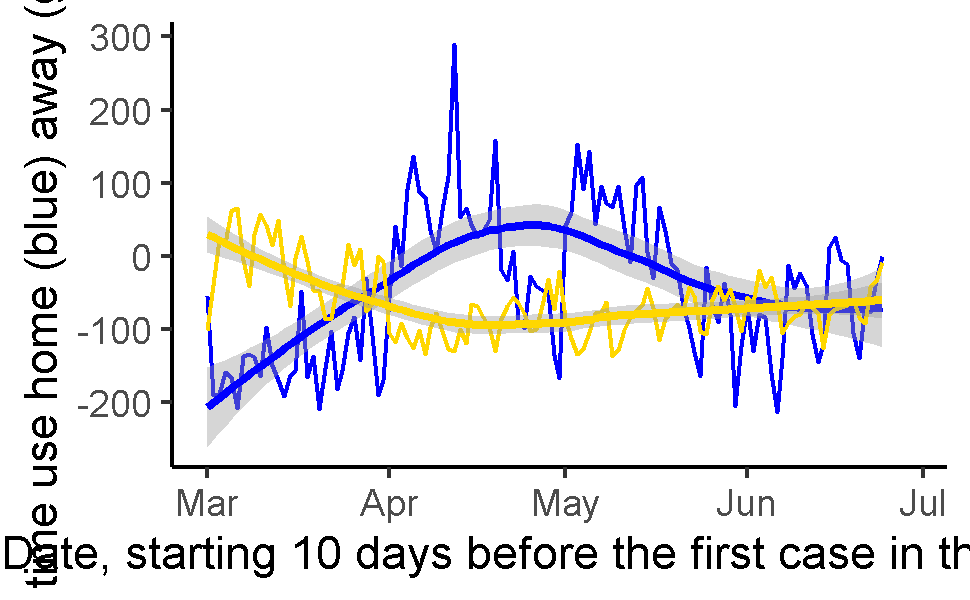 time use home (blue) away (
300
200
100
0
-100
-200
Mar Apr May Jun Jul
Date, starting 10 days before the first case in th